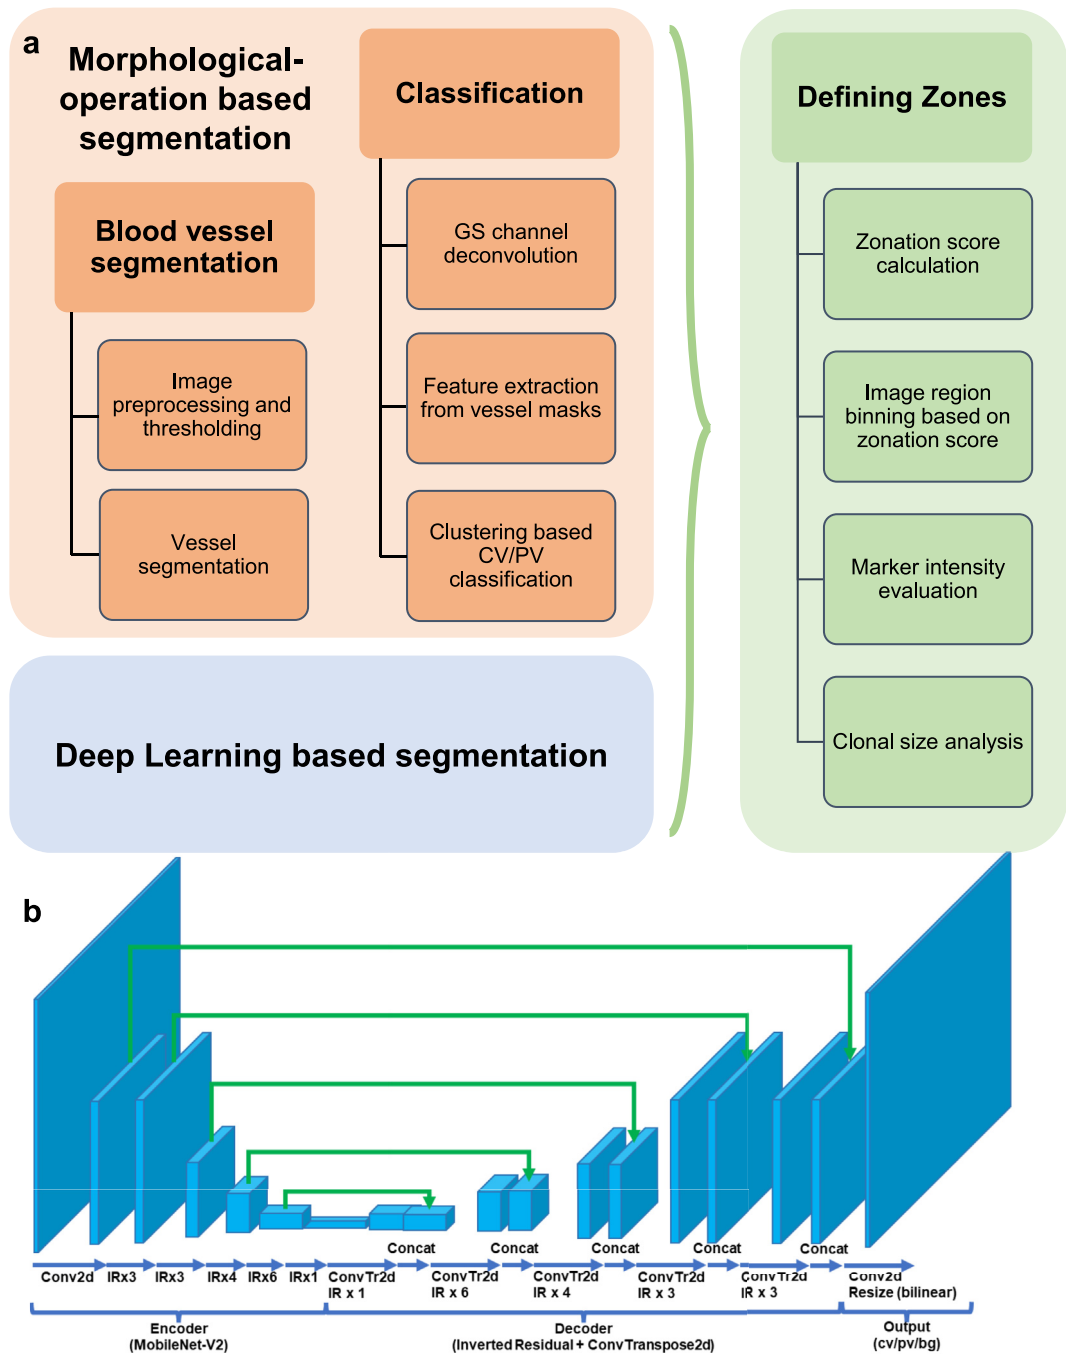 a
Morphological-
operation based
segmentation
Blood vessel
segmentation
Image
preprocessing and
thresholding
Vessel
segmentation
Classification
GS channel
deconvolution
Feature extraction
from vessel masks
Clustering based
CV/PV
classification
Deep Learning based segmentation
Defining Zones
Zonation score
calculation
Image region
binning based on
zonation score
Marker intensity
evaluation
Clonal size analysis
b
Concat Concat Concat Concat Concat
Conv2d IRx3 IRx3 IRx4 IRx6 IRx1 ConvTr2d ConvTr2d ConvTr2d ConvTr2d ConvTr2d Conv2d
IR x 1 IR x 6 IR x 4 IR x 3 IR x 3 Resize (bilinear)
Encoder Decoder Output
(MobileNet-V2) (Inverted Residual + ConvTranspose2d) (cv/pv/bg)